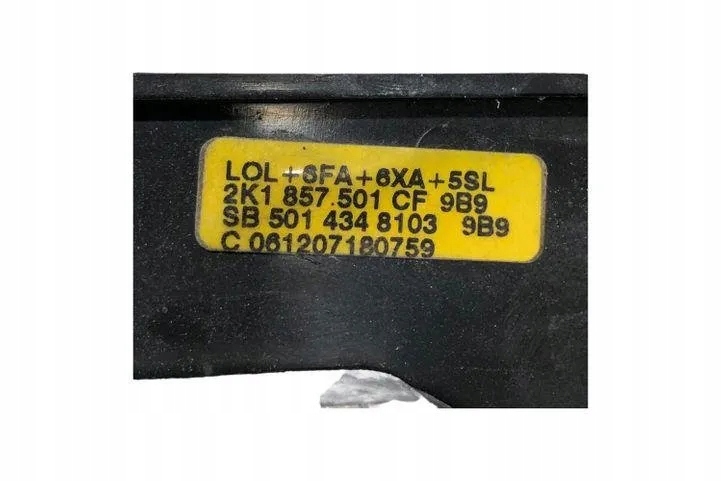 LOL+6FA+6XA+5SL
2K1 857.501 CF 9B9
SB 501 434 8103 9B9
C 061207180759